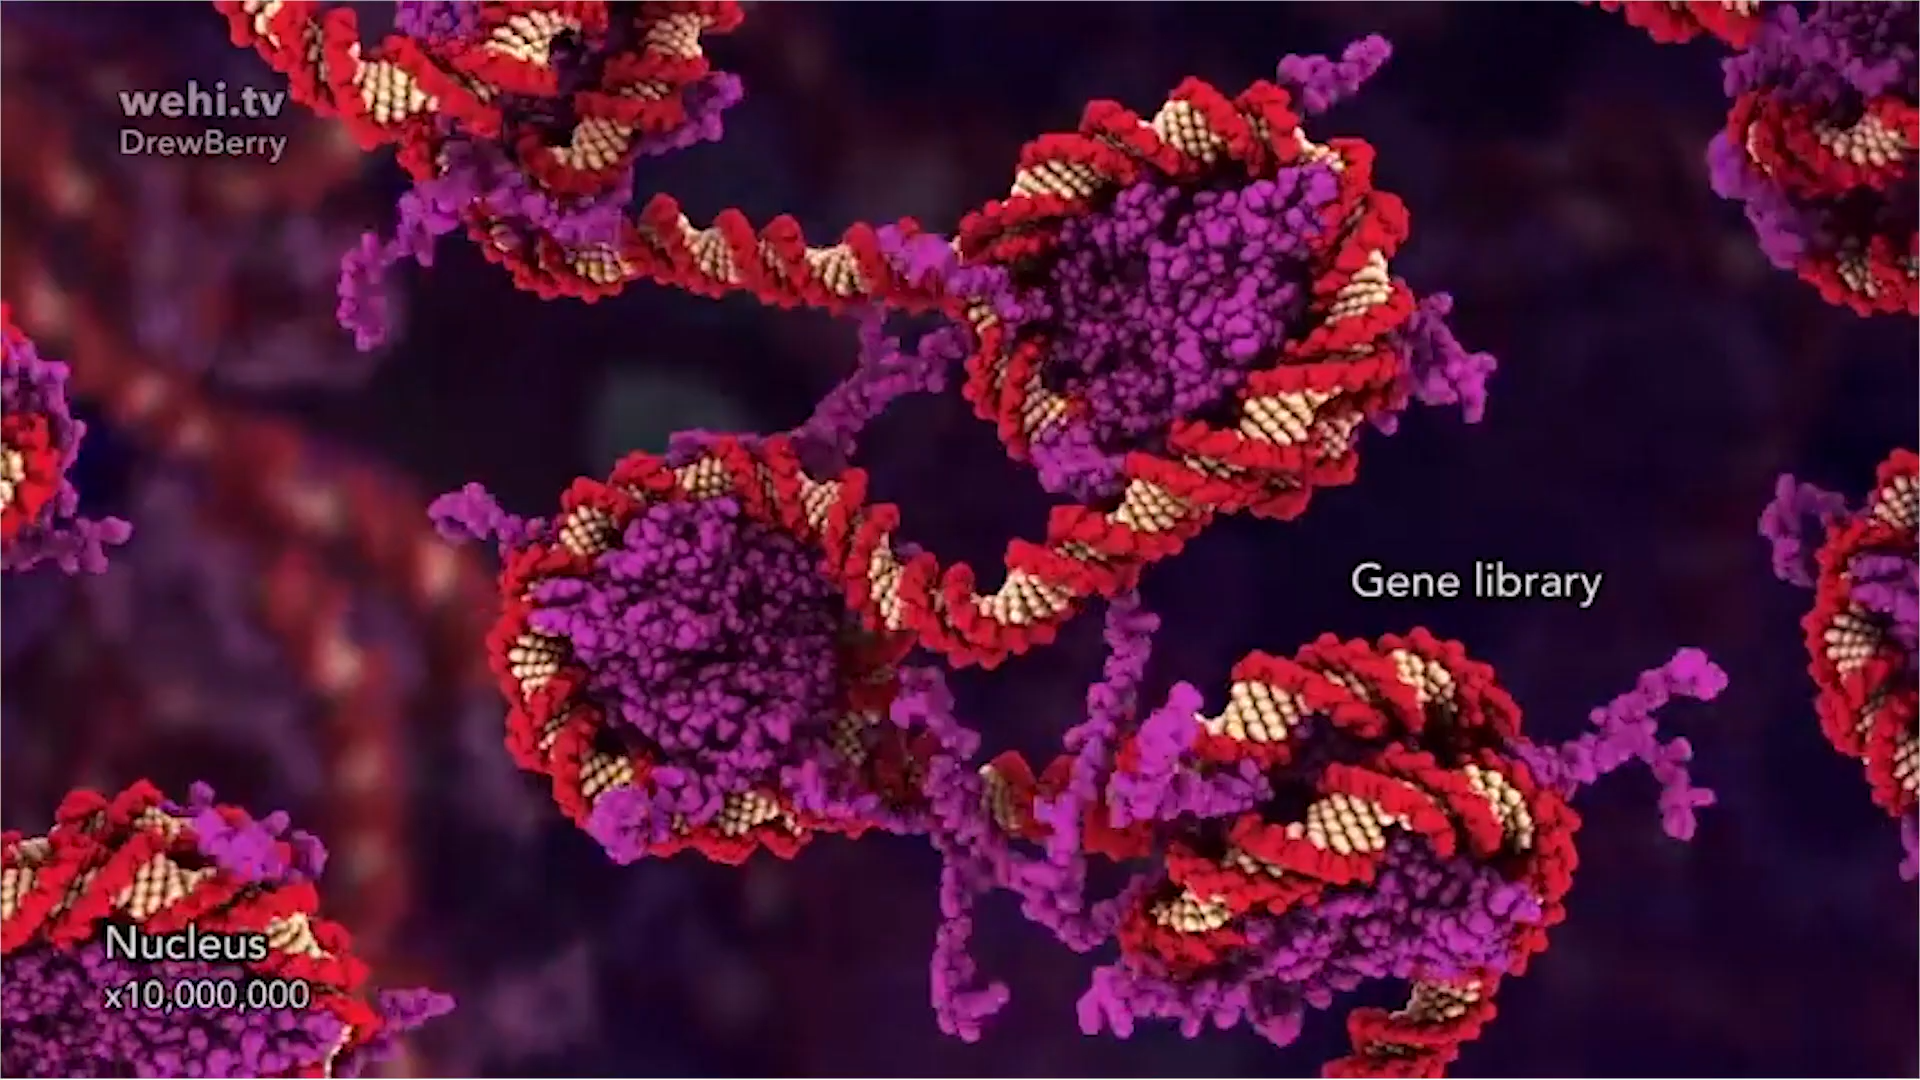 wehi.tv
DrewBerry
Gene library
Nucleus
x10,000,000